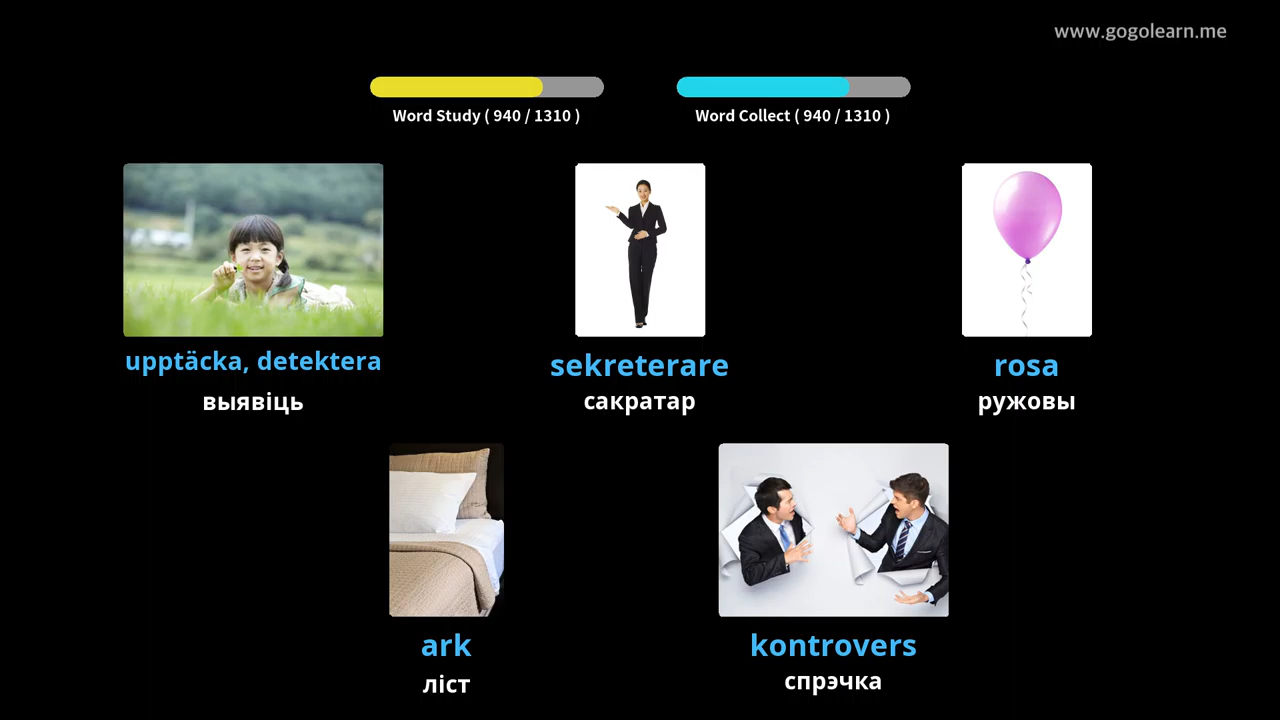 www.gogolearn.me
Word Study ( 940 / 1310 )
Word Collect ( 940 / 1310 )
upptäcka, detektera
выявіць
sekreterare
сакратар
rosa
ружовы
ark
ліст
kontrovers
спрэчка